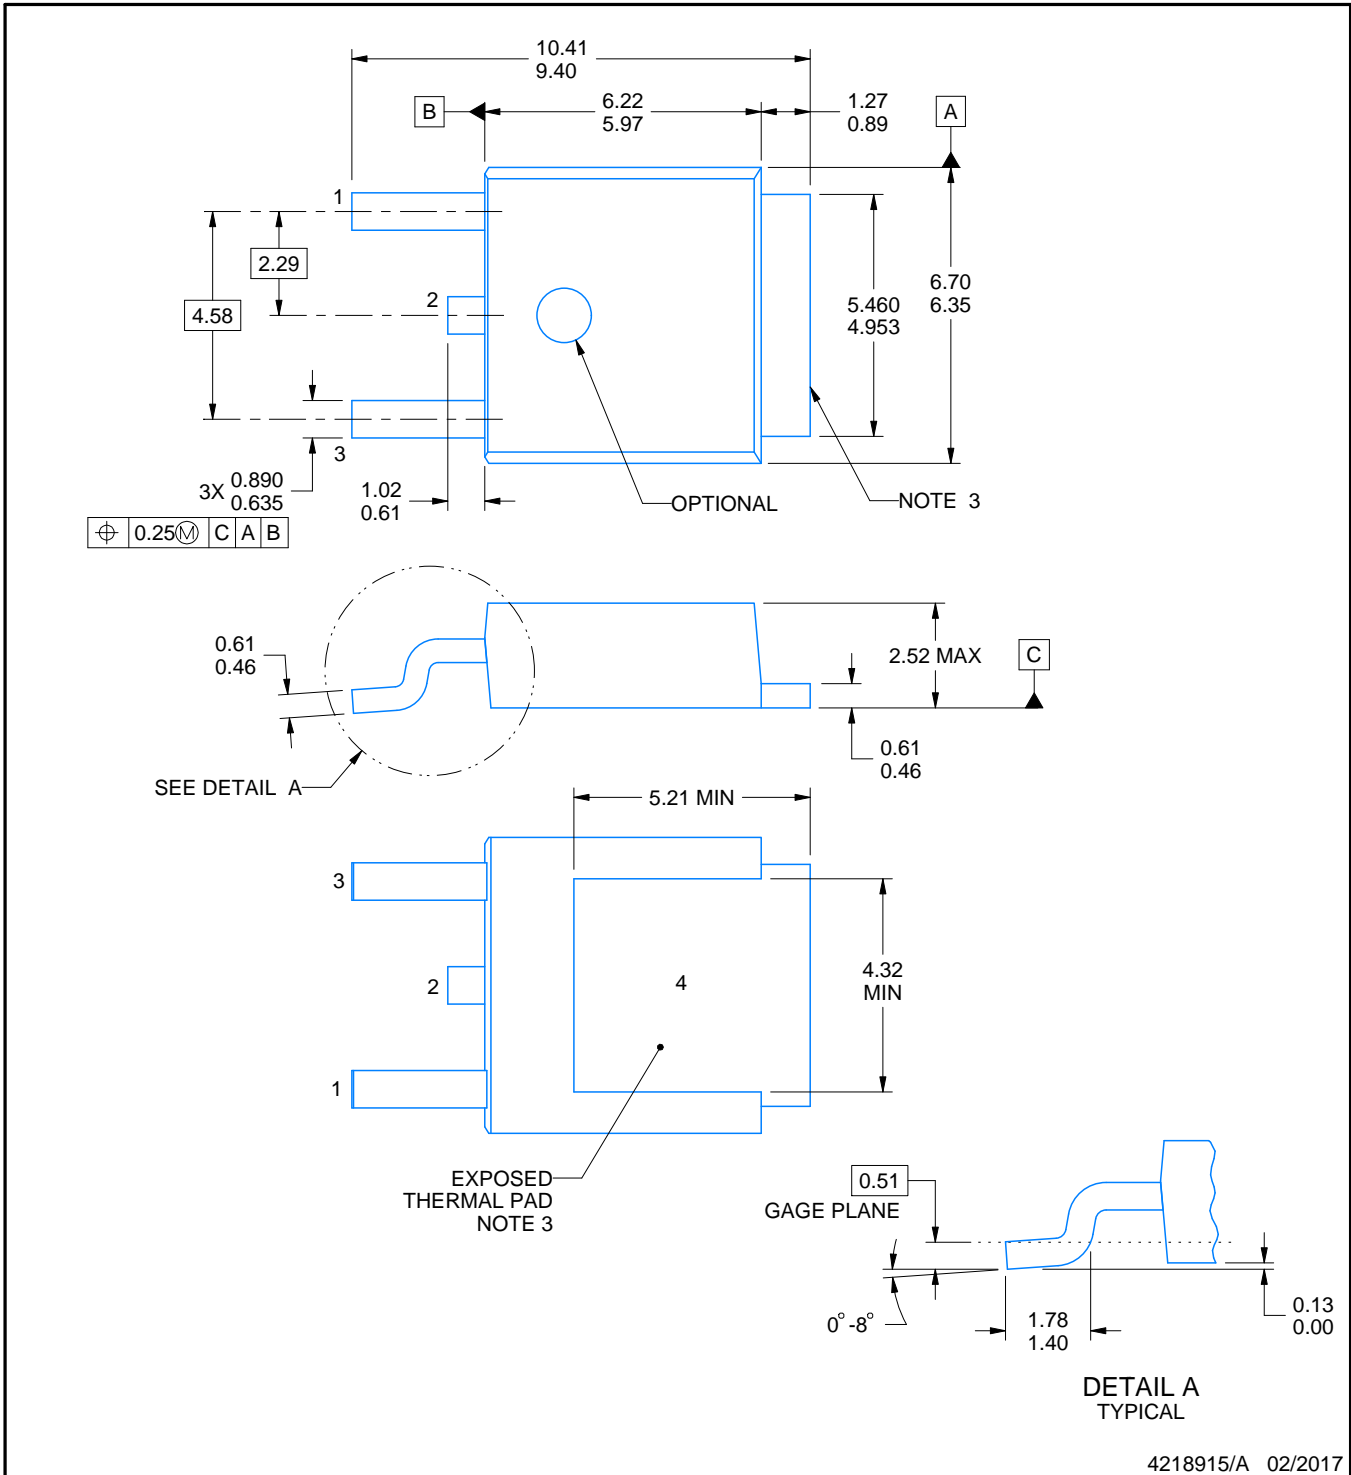 10.41
9.40
B
6.22
5.97
1.27
0.89
A
1
2.29
2
4.58
5.460
4.953
6.70
6.35
3
3X 0.890
0.635
1.02
0.61
OPTIONAL
NOTE 3
⌖ 0.25Ⓜ C A B
0.61
0.46
2.52 MAX
C
0.61
0.46
SEE DETAIL A
5.21 MIN
3
2
4
4.32
MIN
1
EXPOSED
THERMAL PAD
NOTE 3
0.51
GAGE PLANE
0°-8°
1.78
1.40
0.13
0.00
DETAIL A
TYPICAL
4218915/A 02/2017